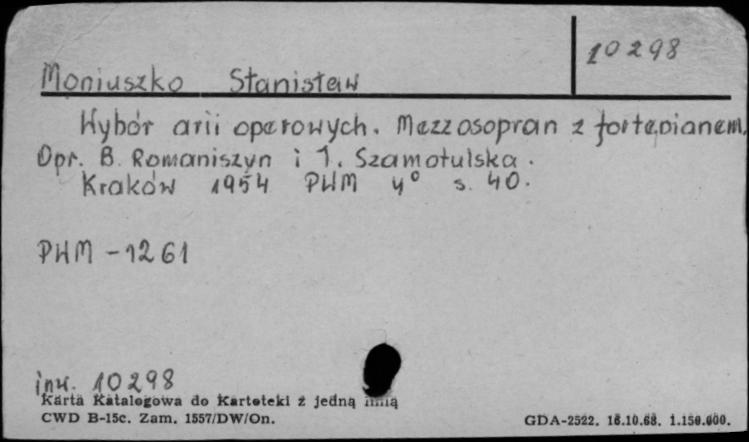 10298
Moniuszko Stanisław
Wybór arii operowych. Mezzosopran z fortepianem.
Opr. B. Romaniszyn i J. Szamotulska.
Kraków 1954 PWM 4° s. 40.
PWM - 1261
inw. 10298
Karta Katalogowa do Kartoteki z jedną linią
CWD B-15c. Zam. 1557/DW/On.
GDA-2522. 18.10.68. 1.150.000.